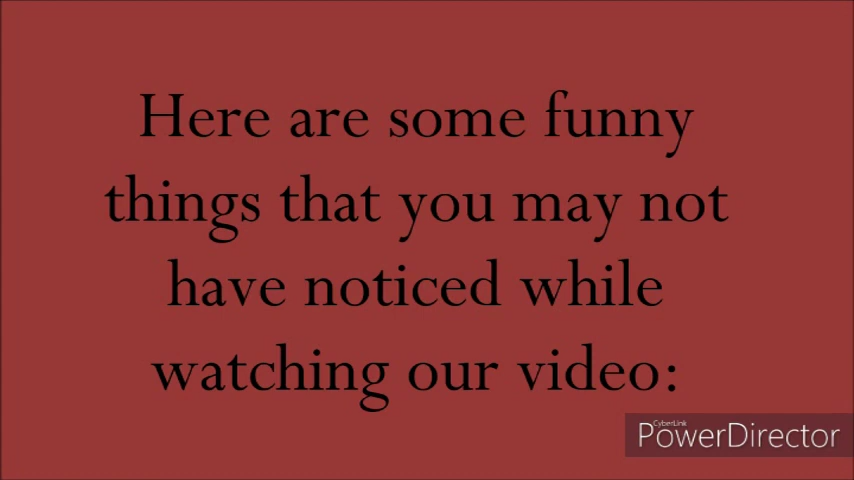 Here are some funny
things that you may not
have noticed while
watching our video:
CyberLink
PowerDirector